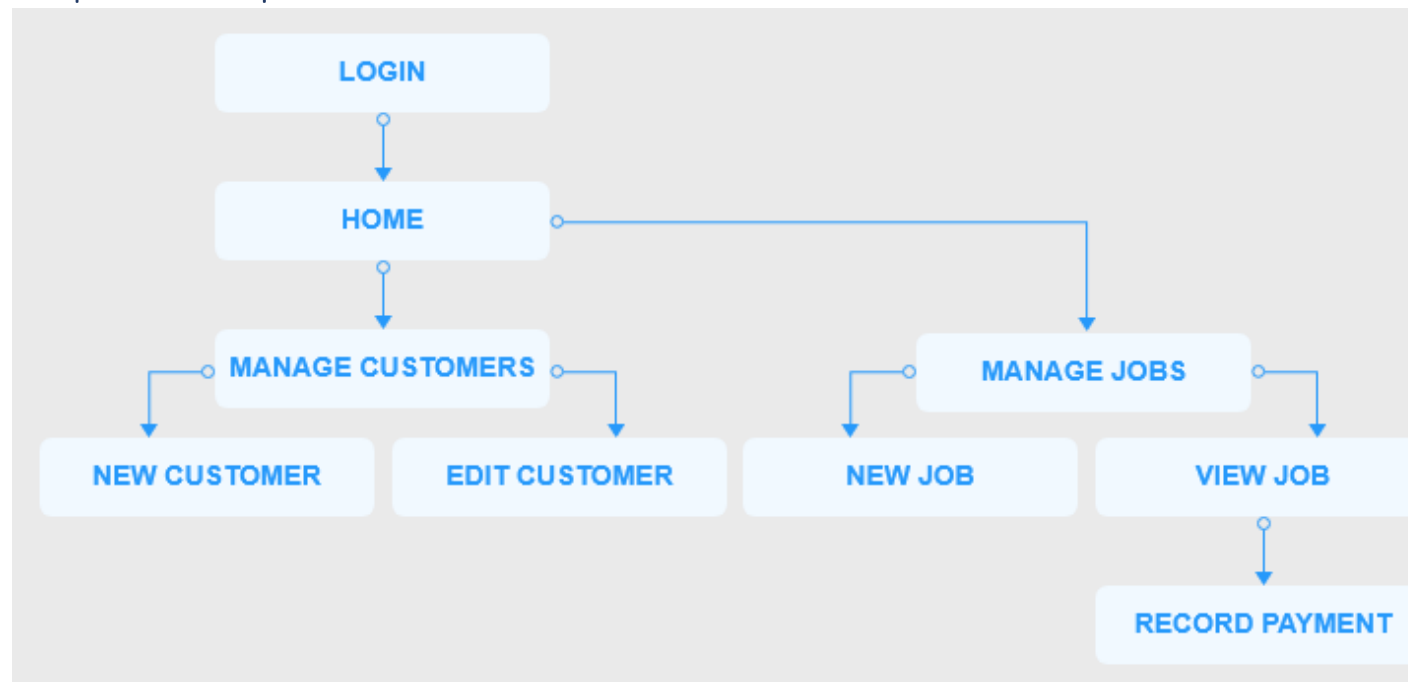 LOGIN
HOME
MANAGE CUSTOMERS
MANAGE JOBS
NEW CUSTOMER
EDIT CUSTOMER
NEW JOB
VIEW JOB
RECORD PAYMENT